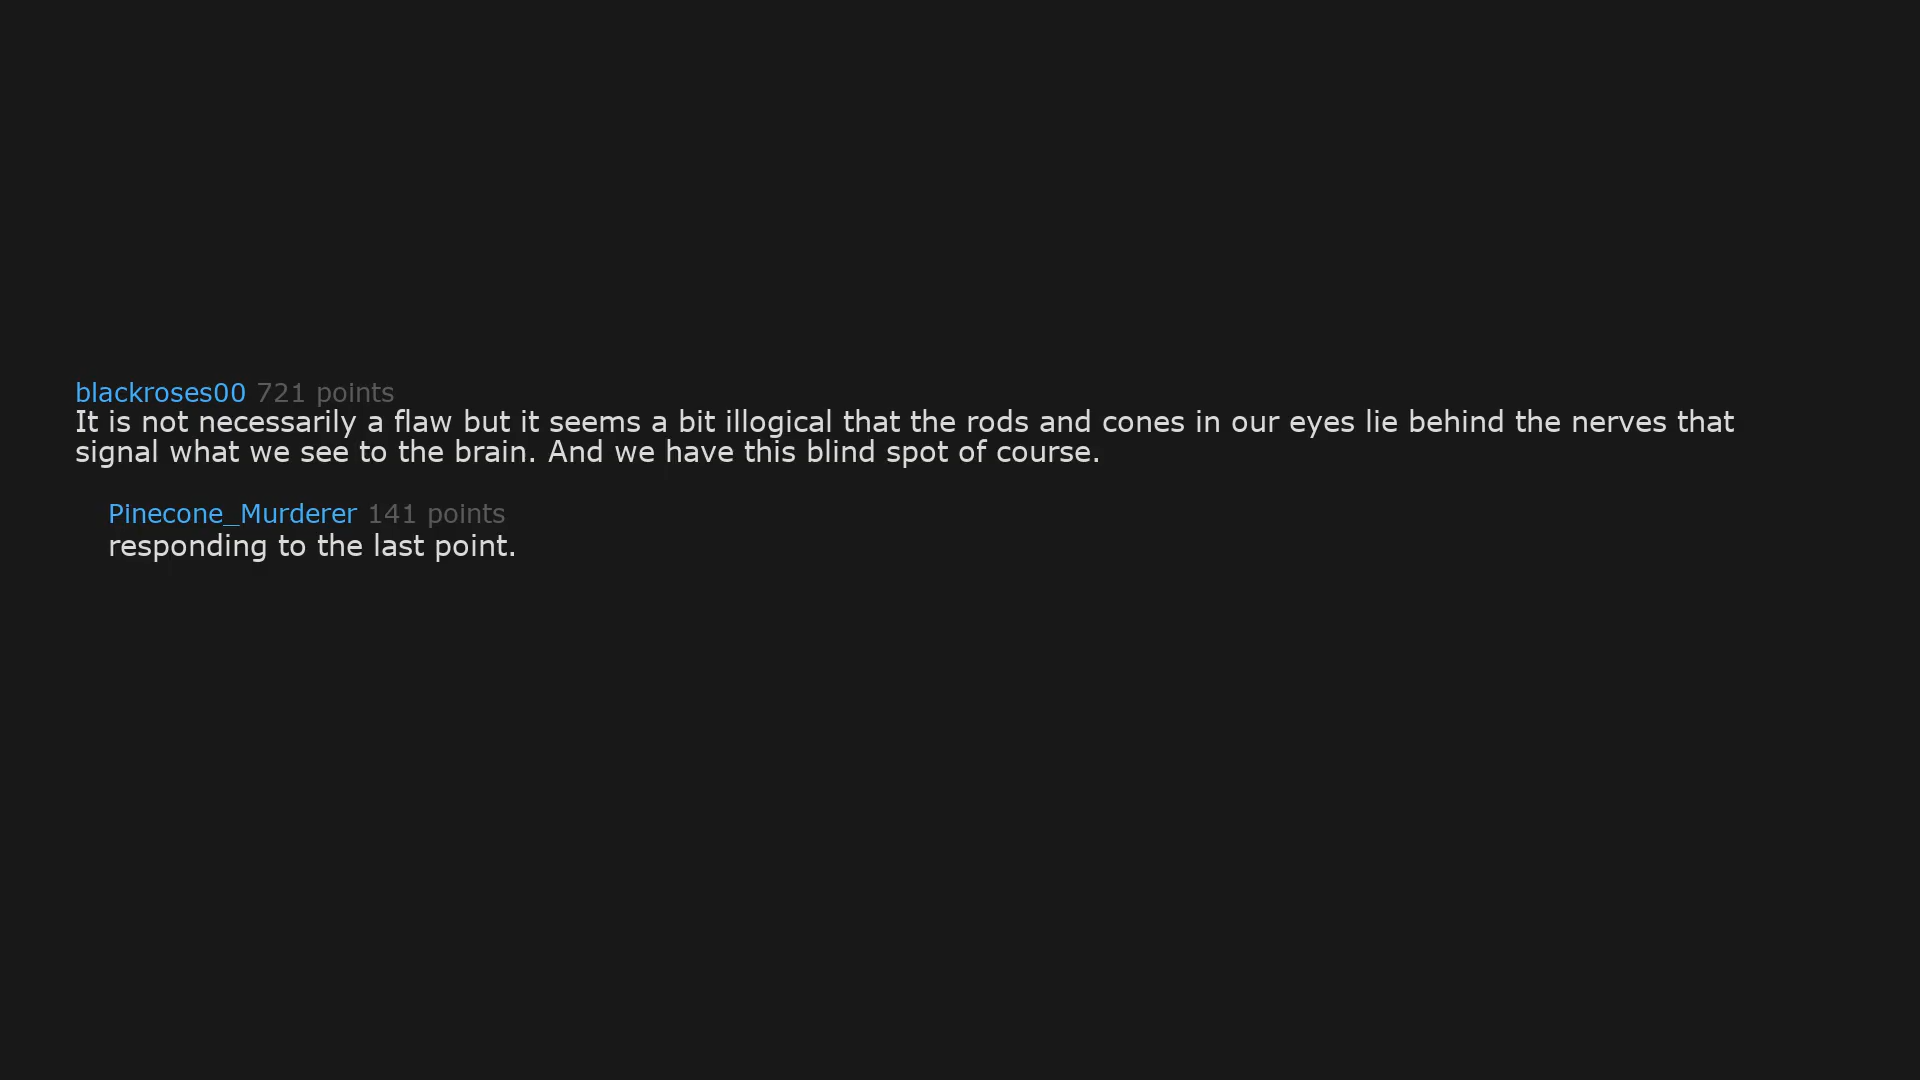 blackroses00 721 points
It is not necessarily a flaw but it seems a bit illogical that the rods and cones in our eyes lie behind the nerves that
signal what we see to the brain. And we have this blind spot of course.
Pinecone_Murderer 141 points
responding to the last point.